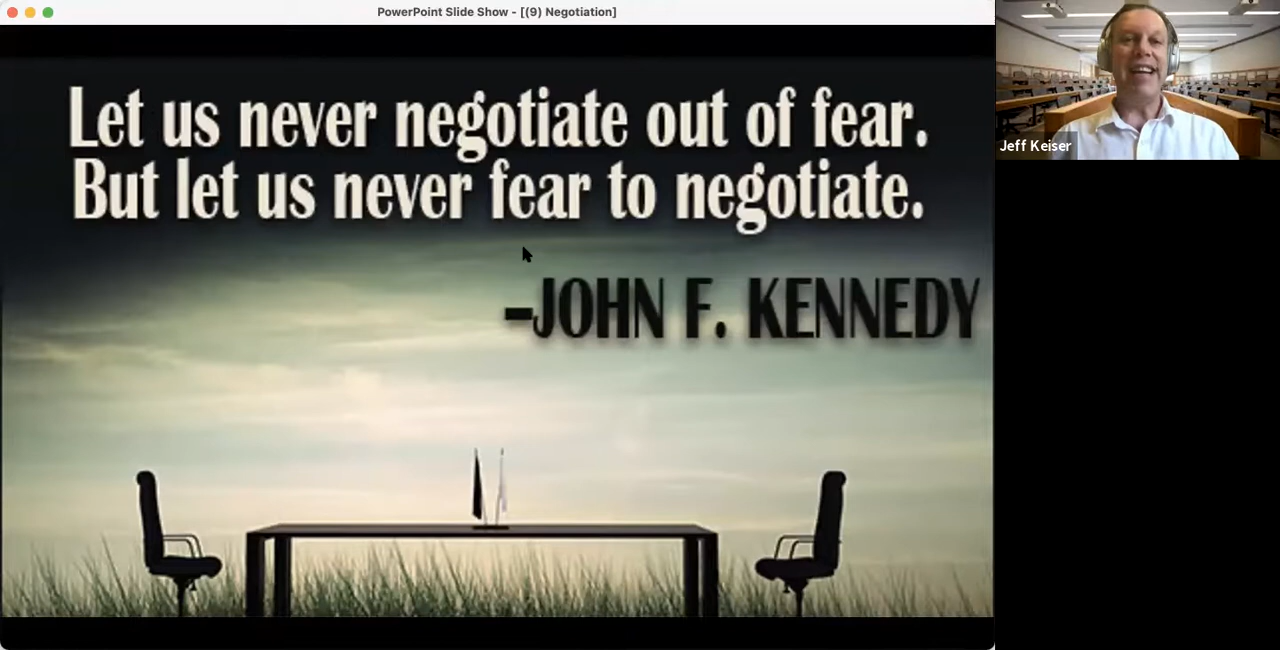 PowerPoint Slide Show - [(9) Negotiation]
Let us never negotiate out of fear.
But let us never fear to negotiate.
–JOHN F. KENNEDY
Jeff Keiser